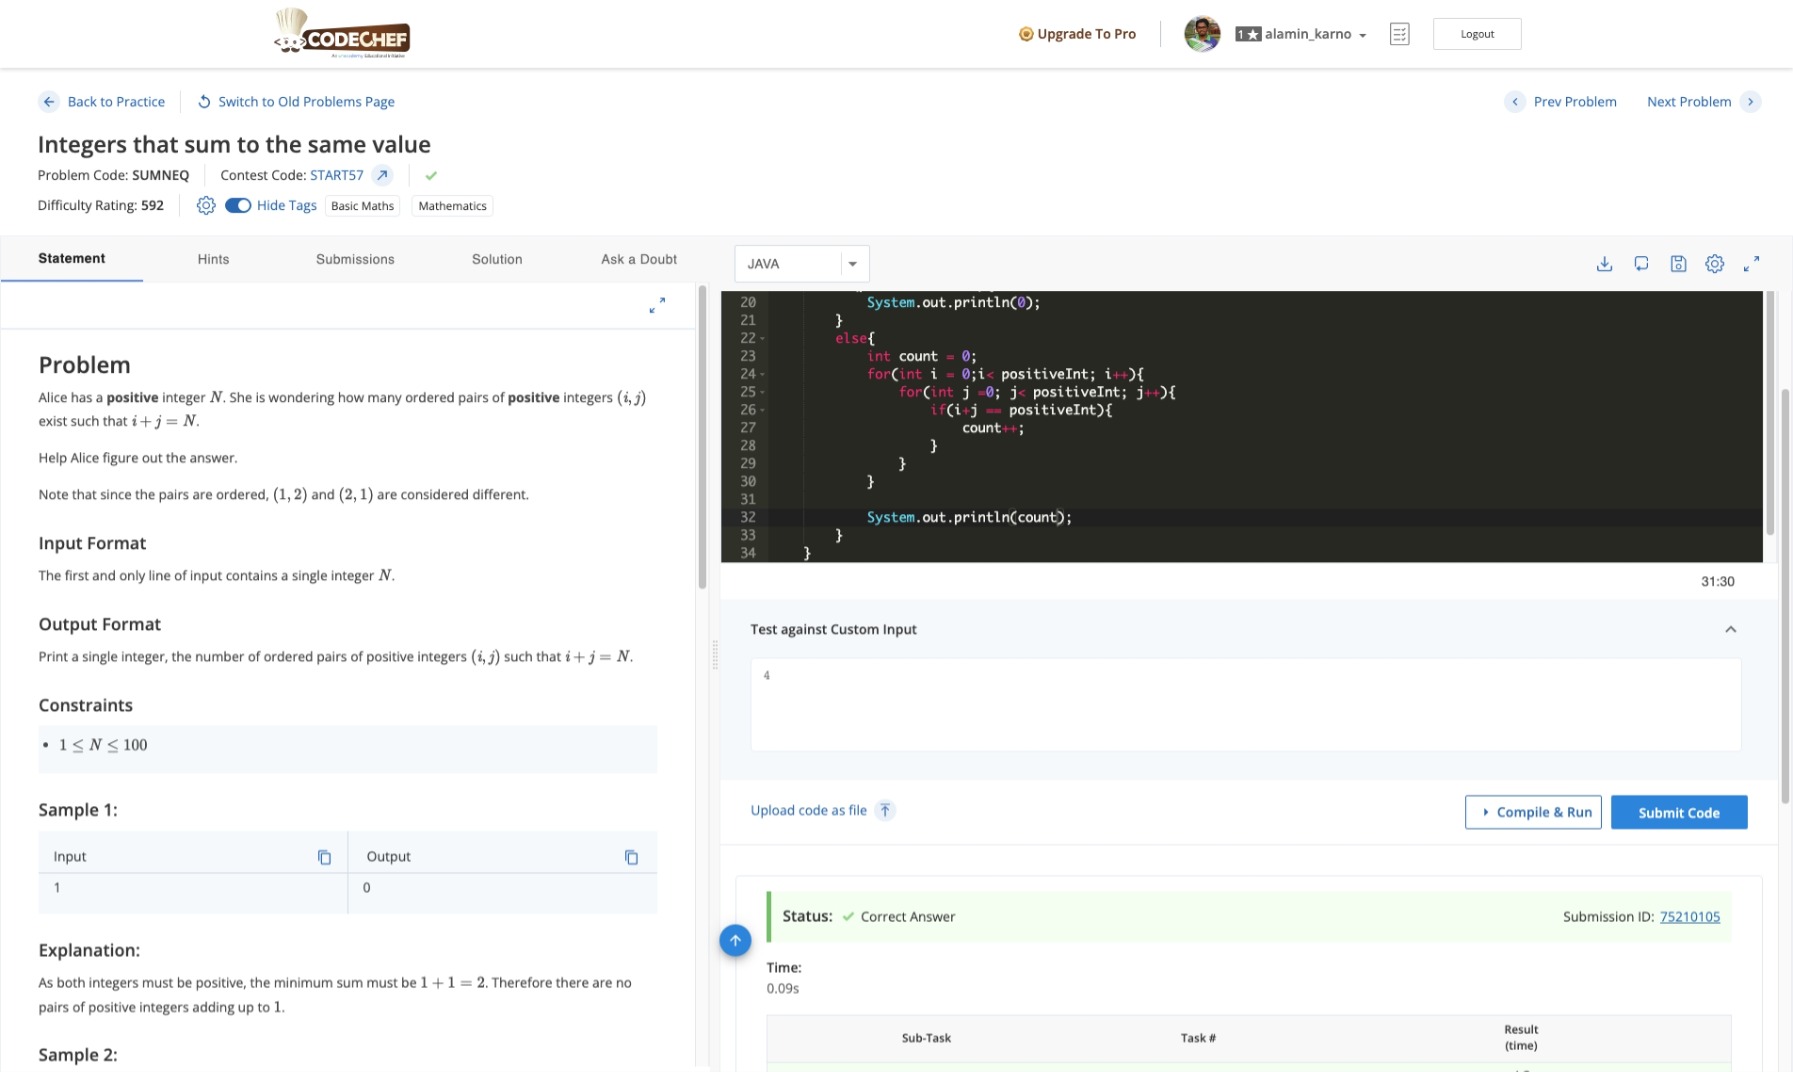 CODECHEF
Upgrade To Pro
1★ alamin_karno
Logout
Back to Practice
Switch to Old Problems Page
Prev Problem
Next Problem
Integers that sum to the same value
Problem Code: SUMNEQ
Contest Code: START57
Difficulty Rating: 592
Hide Tags
Basic Maths
Mathematics
Statement
Hints
Submissions
Solution
Ask a Doubt
Problem
Alice has a positive integer N. She is wondering how many ordered pairs of positive integers (i, j)
exist such that i + j = N.
Help Alice figure out the answer.
Note that since the pairs are ordered, (1, 2) and (2, 1) are considered different.
Input Format
The first and only line of input contains a single integer N.
Output Format
Print a single integer, the number of ordered pairs of positive integers (i, j) such that i + j = N.
Constraints
• 1 ≤ N ≤ 100
Sample 1:
Input
Output
1
0
Explanation:
As both integers must be positive, the minimum sum must be 1 + 1 = 2. Therefore there are no
pairs of positive integers adding up to 1.
Sample 2:
JAVA
20 System.out.println(0);
21 }
22 else{
23 int count = 0;
24 for(int i = 0;i< positiveInt; i++){
25 for(int j =0; j< positiveInt; j++){
26 if(i+j == positiveInt){
27 count++;
28 }
29 }
30 }
31
32 System.out.println(count);
33 }
34 }
31:30
Test against Custom Input
4
Upload code as file
Compile & Run
Submit Code
Status: ✓ Correct Answer
Submission ID: 75210105
Time:
0.09s
Sub-Task
Task #
Result
(time)